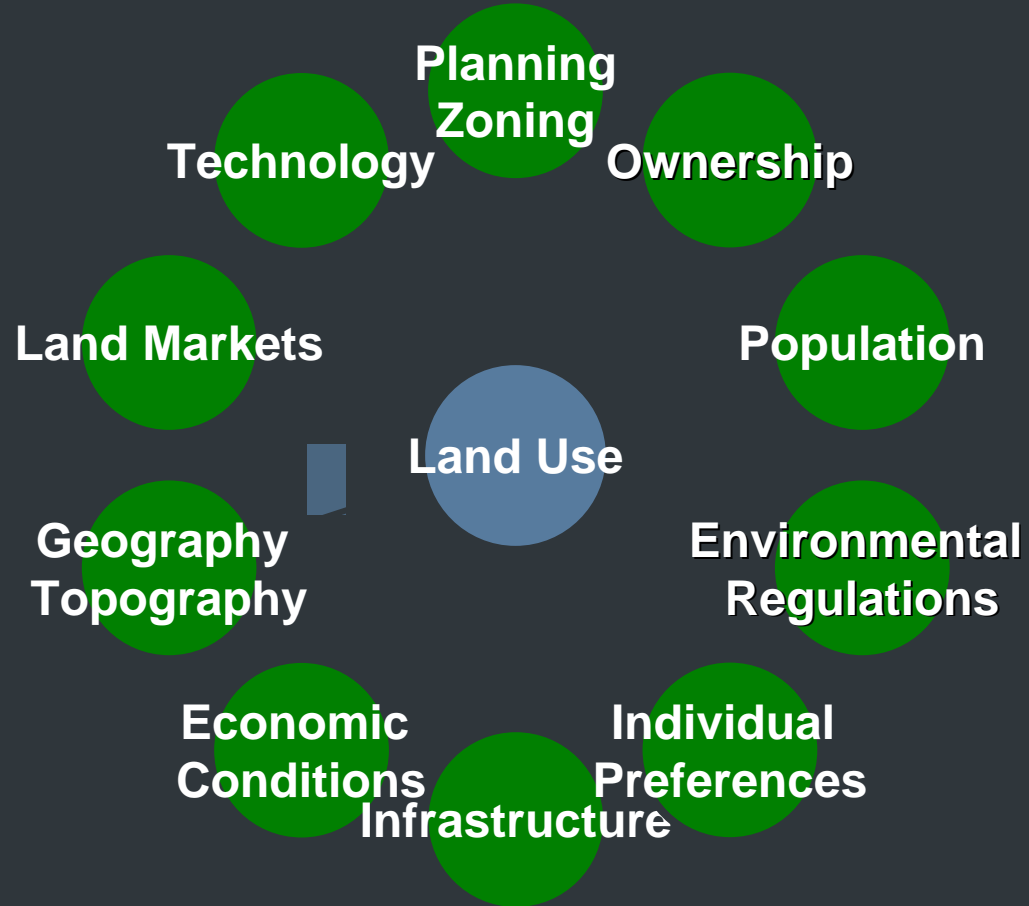 Planning
Zoning
Technology
Ownership
Land Markets
Population
Land Use
Geography
Topography
Environmental
Regulations
Economic
Conditions
Individual
Preferences
Infrastructure